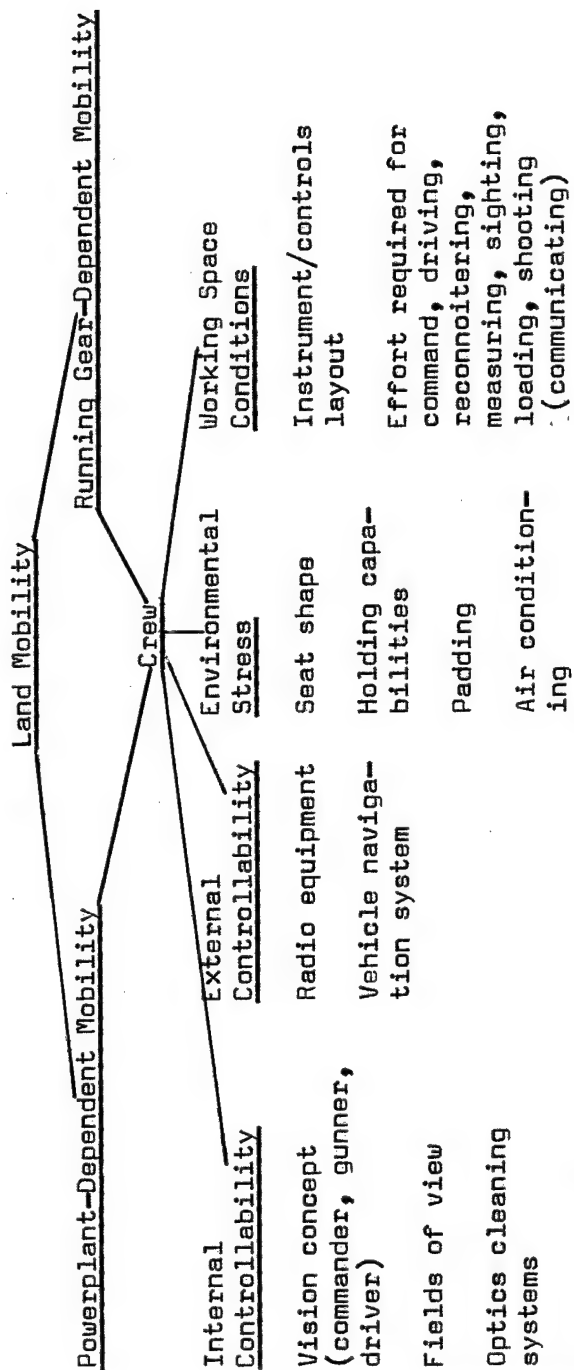 Land Mobility
Powerplant-Dependent Mobility
Running Gear-Dependent Mobility
Crew
Internal
Controllability
Vision concept
(commander, gunner,
driver)
Fields of view
Optics cleaning
systems
External
Controllability
Radio equipment
Vehicle naviga-
tion system
Environmental
Stress
Seat shape
Holding capa-
bilities
Padding
Air condition-
ing
Working Space
Conditions
Instrument/controls
layout
Effort required for
command, driving,
reconnoitering,
measuring, sighting,
loading, shooting
(communicating)